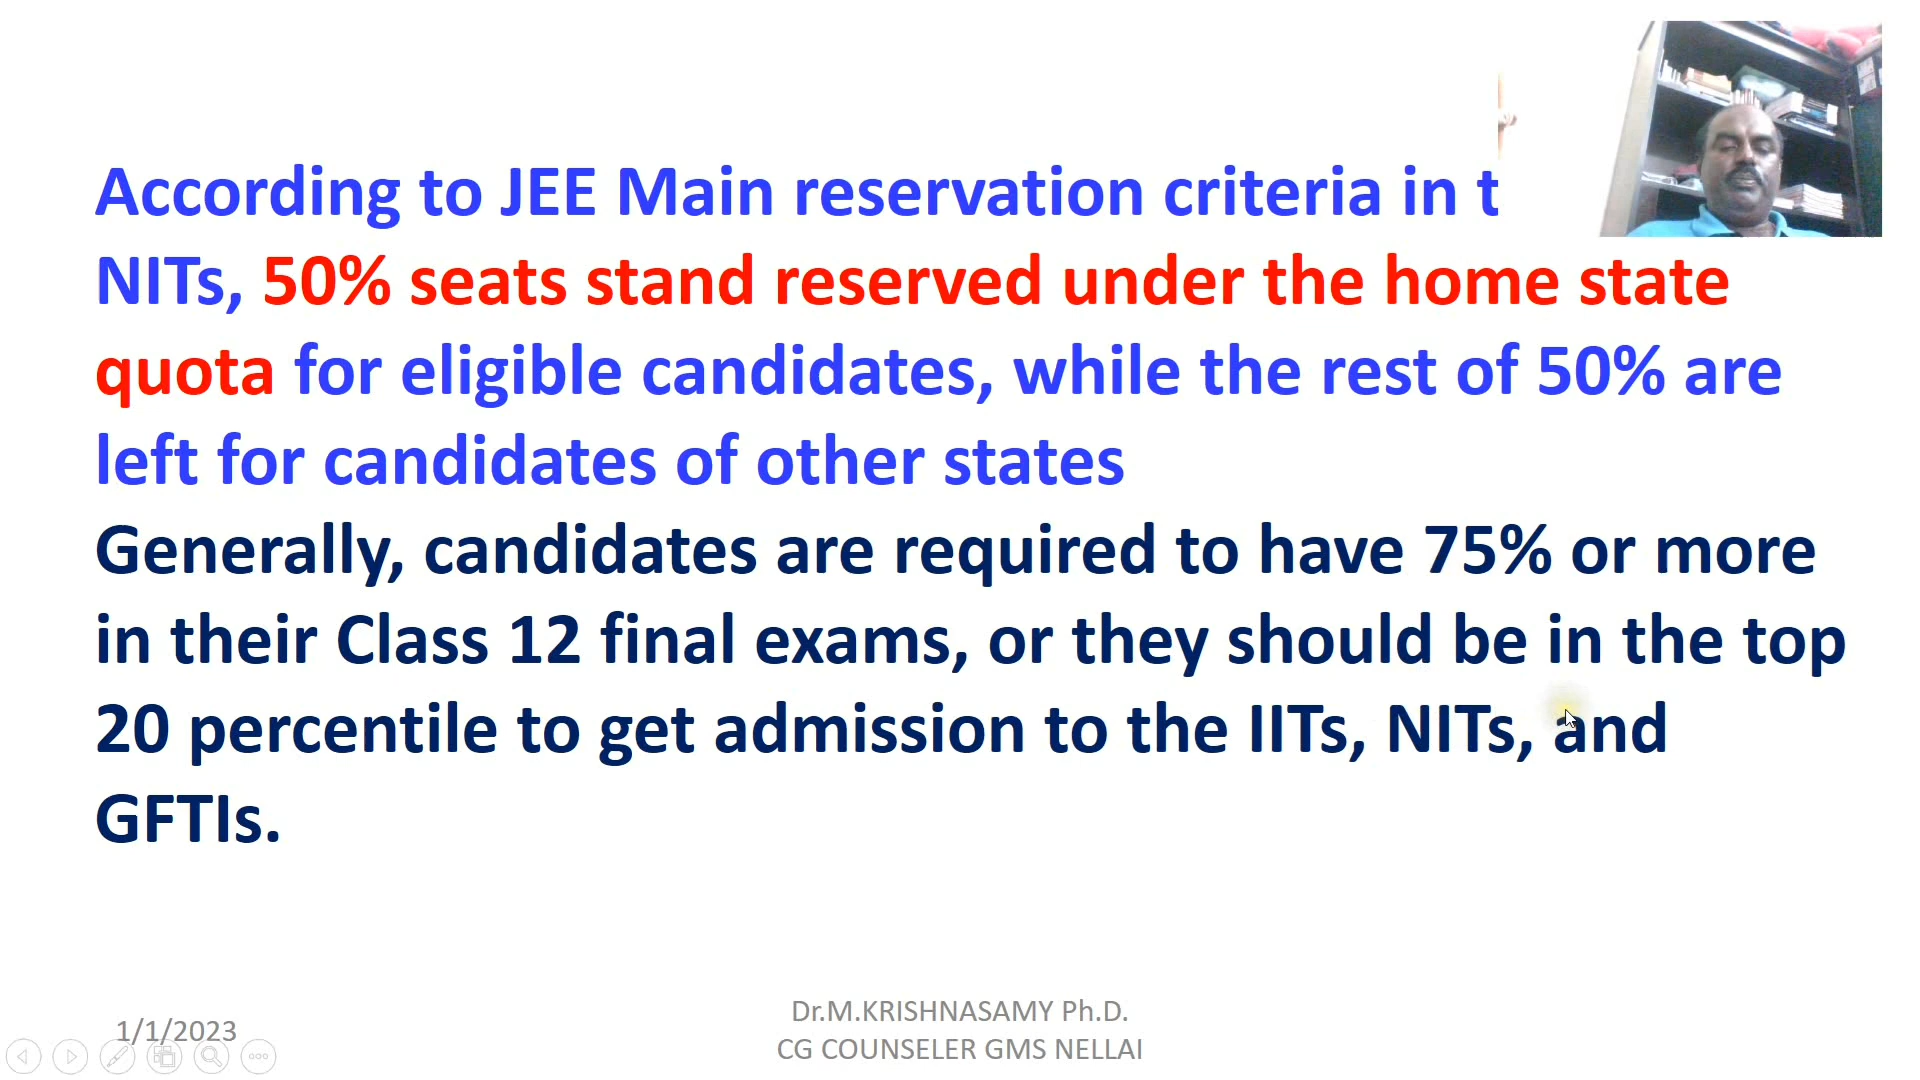 According to JEE Main reservation criteria in t
NITs, 50% seats stand reserved under the home state
quota for eligible candidates, while the rest of 50% are
left for candidates of other states
Generally, candidates are required to have 75% or more
in their Class 12 final exams, or they should be in the top
20 percentile to get admission to the IITs, NITs, and
GFTIs.
1/1/2023
Dr.M.KRISHNASAMY Ph.D.
CG COUNSELER GMS NELLAI